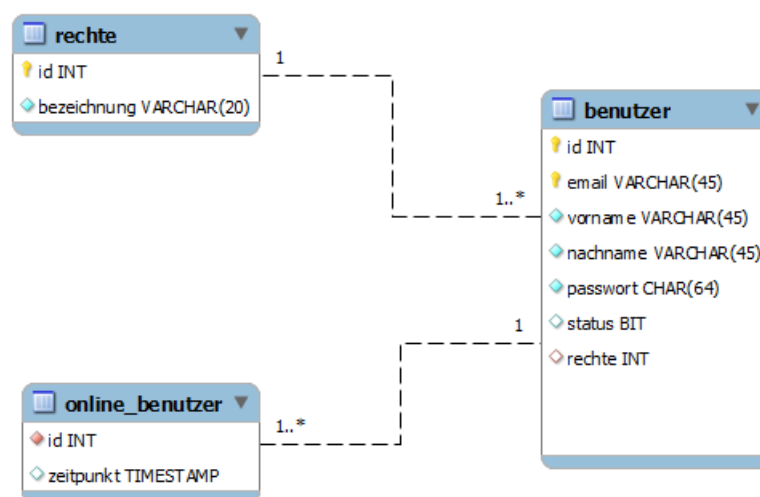 rechte
id INT
bezeichnung VARCHAR(20)
1
1..*
benutzer
id INT
email VARCHAR(45)
vorname VARCHAR(45)
nachname VARCHAR(45)
passwort CHAR(64)
status BIT
rechte INT
1
1..*
online_benutzer
id INT
zeitpunkt TIMESTAMP